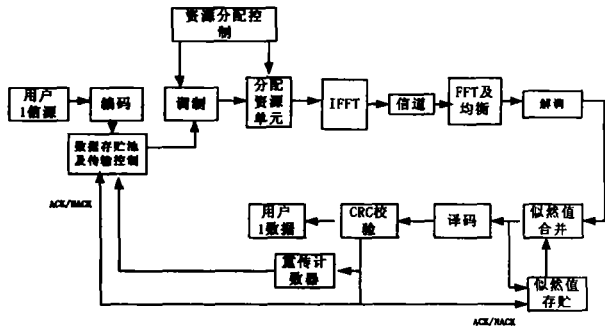 资源分配控
制
用户
1信源
编码
调制
分配
资源
单元
IFFT
信道
FFT及
均衡
解调
数据存贮池
及传输控制
ACK/NACK
用户
1数据
CRC校
验
译码
似然值
合并
重传计
数器
似然值
存贮
ACK/NACK